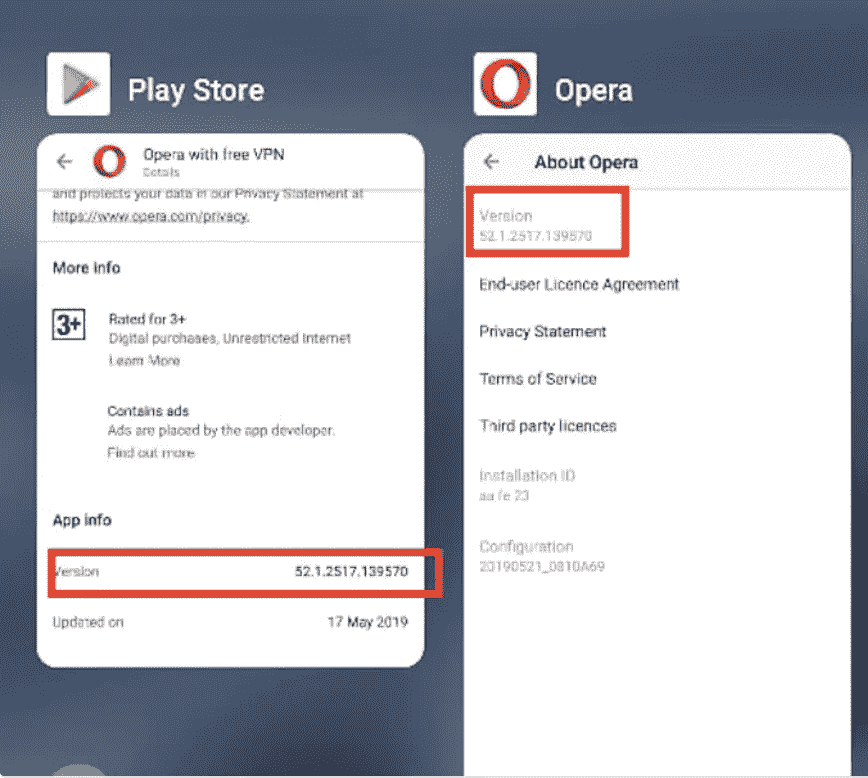 Play Store
Opera with free VPN
Details
and protects your data in our Privacy Statement at
https://www.opera.com/privacy.
More info
3+
Rated for 3+
Digital purchases, Unrestricted Internet
Learn More
Contains ads
Ads are placed by the app developer.
Find out more
App info
Version 52.1.2517.139570
Updated on 17 May 2019
Opera
About Opera
Version
52.1.2517.139570
End-user Licence Agreement
Privacy Statement
Terms of Service
Third party licences
Installation ID
aa fe 23
Configuration
20190521_0810A69